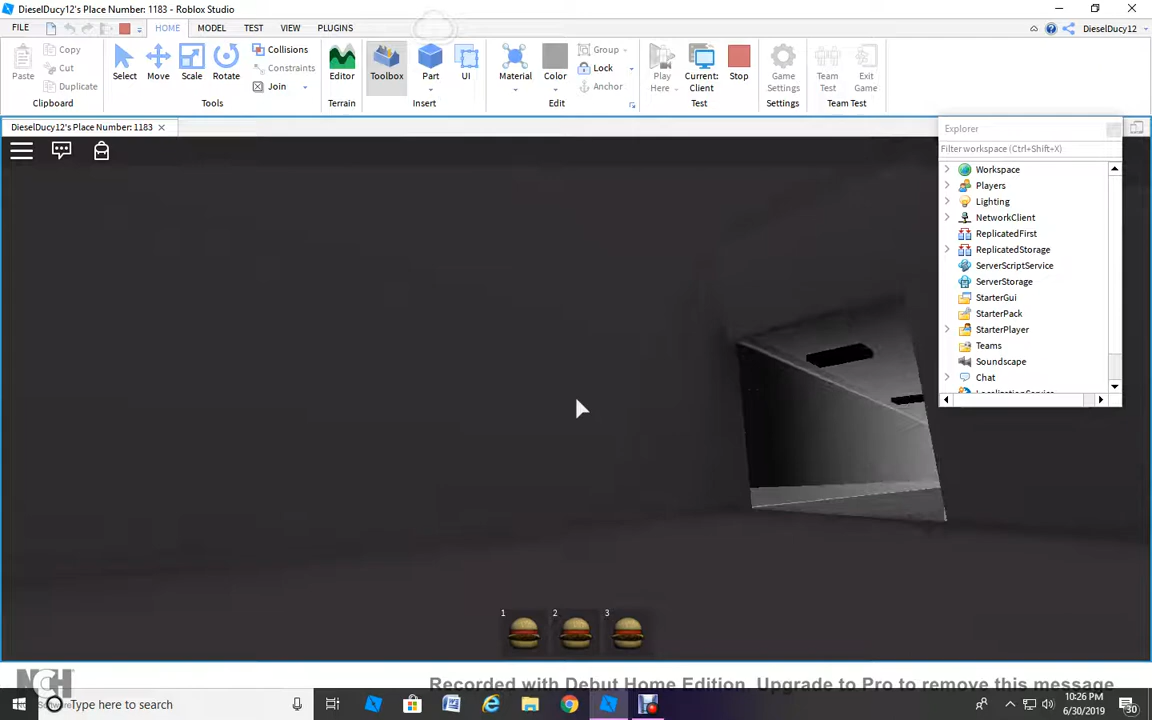 DieselDucy12's Place Number: 1183 - Roblox Studio
FILE HOME MODEL TEST VIEW PLUGINS DieselDucy12
Paste Copy Cut Duplicate Clipboard
Select Move Scale Rotate Collisions Constraints Join Tools
Editor Terrain
Toolbox Part UI Insert
Material Color Group Lock Anchor Edit
Play Here Current: Client Stop Test
Game Settings Settings
Team Test Exit Game Team Test
DieselDucy12's Place Number: 1183
Explorer
Filter workspace (Ctrl+Shift+X)
Workspace
Players
Lighting
NetworkClient
ReplicatedFirst
ReplicatedStorage
ServerScriptService
ServerStorage
StarterGui
StarterPack
StarterPlayer
Teams
Soundscape
Chat
LocalizationService
1 2 3
NCH
Recorded with Debut Home Edition. Upgrade to Pro to remove this message
Type here to search
10:26 PM
6/30/2019
30